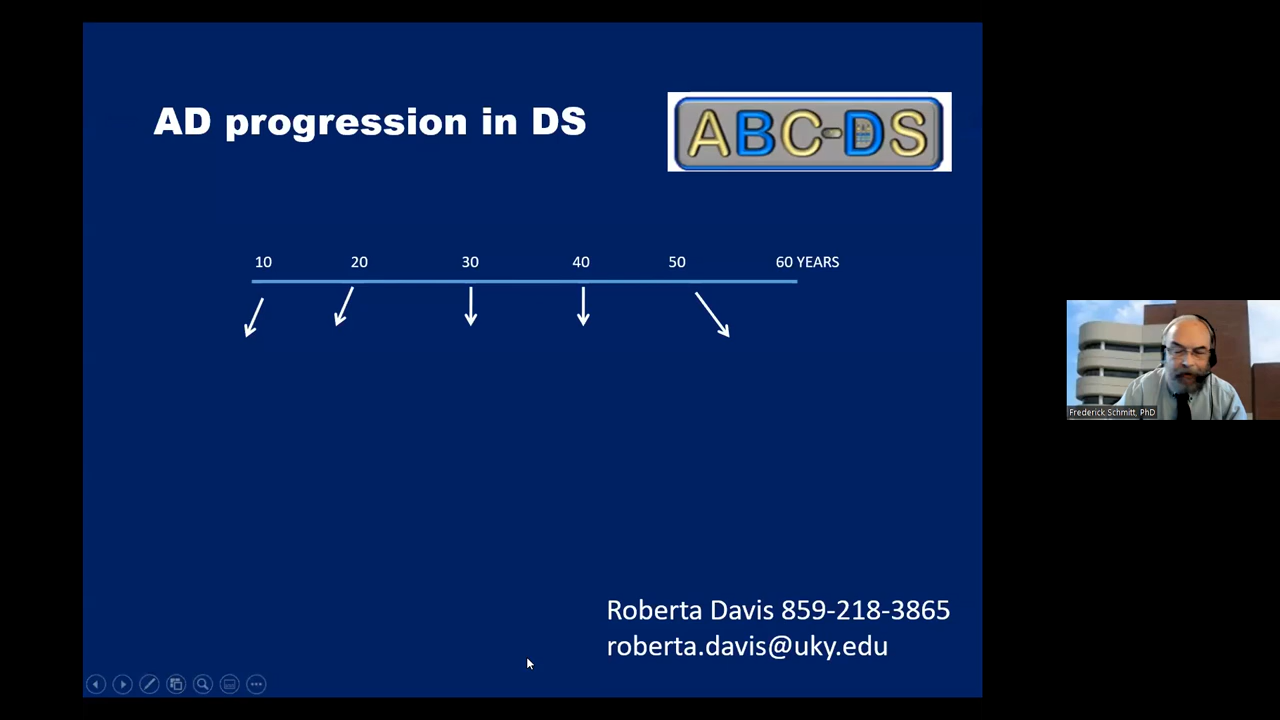 AD progression in DS
ABC-DS
10 20 30 40 50 60 YEARS
Frederick Schmitt, PhD
Roberta Davis 859-218-3865
roberta.davis@uky.edu